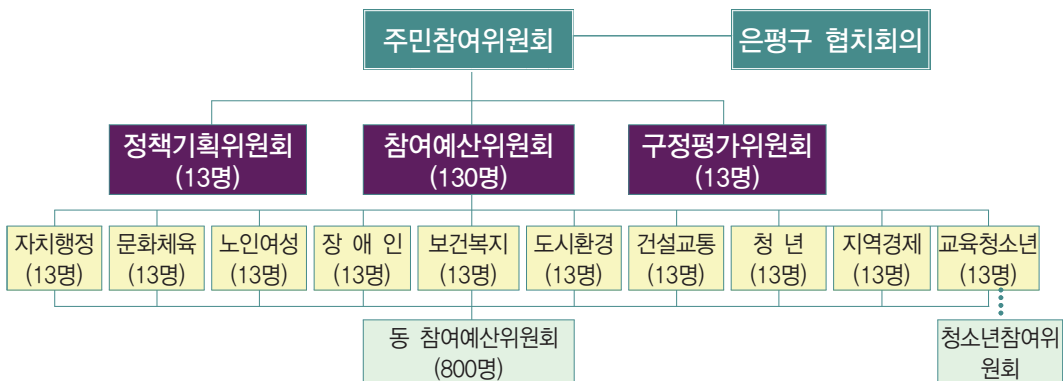 주민참여위원회
은평구 협치회의
정책기획위원회
(13명)
참여예산위원회
(130명)
구정평가위원회
(13명)
자치행정
(13명)
문화체육
(13명)
노인여성
(13명)
장 애 인
(13명)
보건복지
(13명)
도시환경
(13명)
건설교통
(13명)
청 년
(13명)
지역경제
(13명)
교육청소년
(13명)
동 참여예산위원회
(800명)
청소년참여위
원회